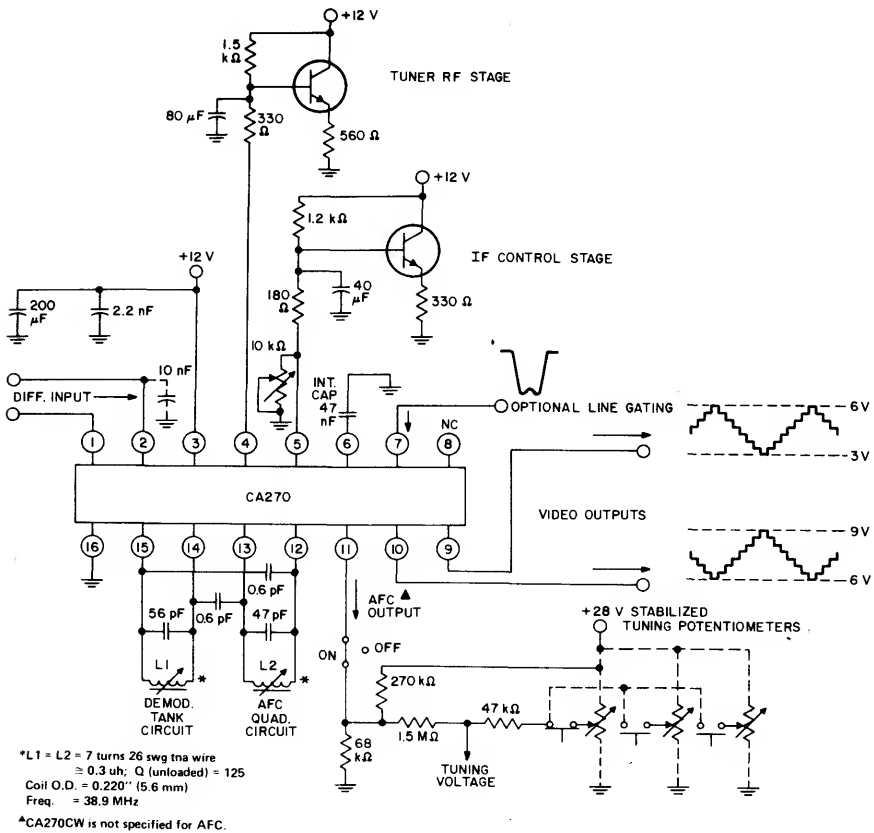 +12 V
1.5
kΩ
TUNER RF STAGE
80 μF
330
Ω
560 Ω
+12 V
1.2 kΩ
IF CONTROL STAGE
+12 V
200
μF
2.2 nF
180
Ω
40
μF
330 Ω
10 kΩ
10 nF
DIFF. INPUT
INT.
CAP
47
nF
OPTIONAL LINE GATING
6V
3V
NC
1 2 3 4 5 6 7 8
CA270
VIDEO OUTPUTS
9V
6V
16 15 14 13 12 11 10 9
0.6 pF
56 pF
0.6 pF
47 pF
AFC ▲
OUTPUT
+28 V STABILIZED
TUNING POTENTIOMETERS
ON
OFF
L1
*
L2
*
270 kΩ
DEMOD.
TANK
CIRCUIT
AFC
QUAD.
CIRCUIT
1.5 MΩ
47 kΩ
68
kΩ
TUNING
VOLTAGE
*L1 = L2 = 7 turns 26 swg tna wire
≅ 0.3 uh; Q (unloaded) = 125
Coil O.D. = 0.220" (5.6 mm)
Freq. = 38.9 MHz
▲CA270CW is not specified for AFC.